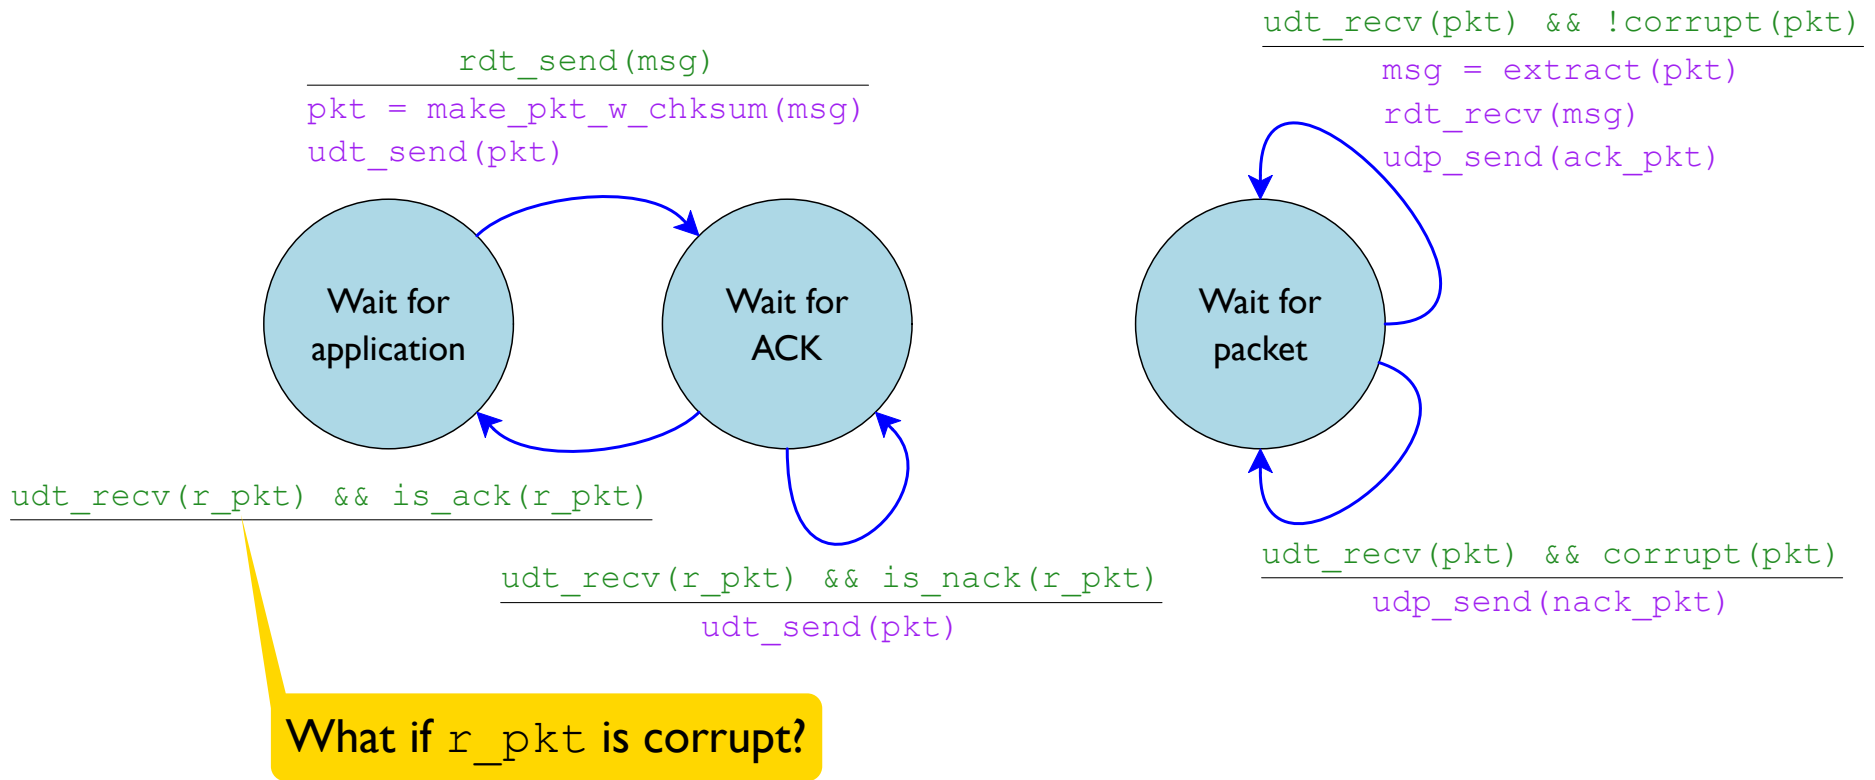 rdt_send(msg)
pkt = make_pkt_w_chksum(msg)
udt_send(pkt)
Wait for
application
Wait for
ACK
udt_recv(r_pkt) && is_ack(r_pkt)
udt_recv(r_pkt) && is_nack(r_pkt)
udt_send(pkt)
What if r_pkt is corrupt?
udt_recv(pkt) && !corrupt(pkt)
msg = extract(pkt)
rdt_recv(msg)
udp_send(ack_pkt)
Wait for
packet
udt_recv(pkt) && corrupt(pkt)
udp_send(nack_pkt)